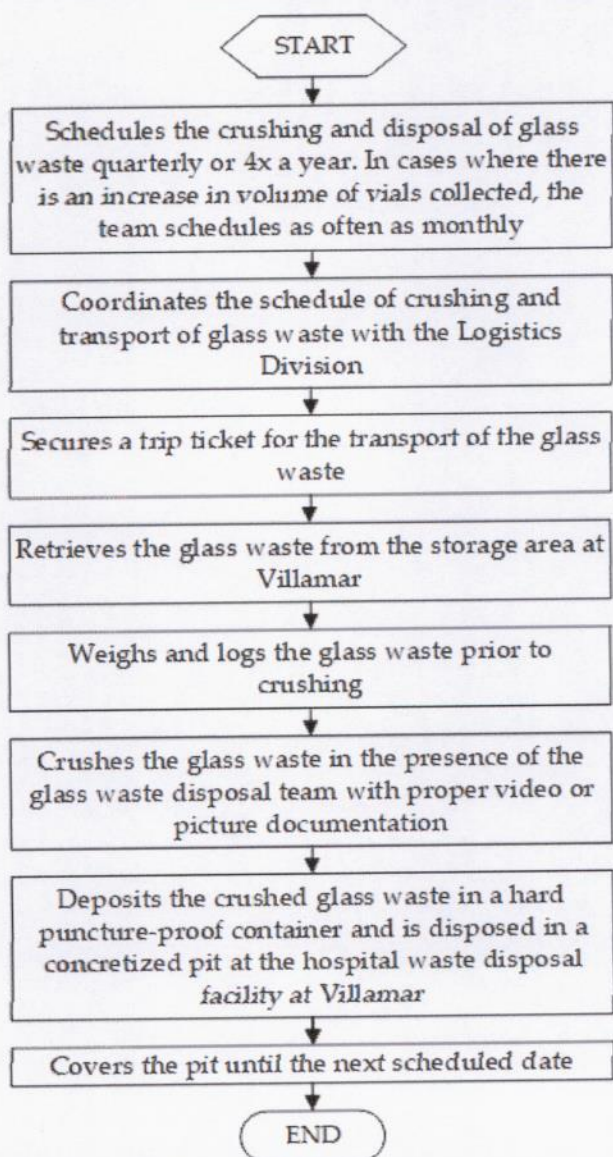 START
Schedules the crushing and disposal of glass
waste quarterly or 4x a year. In cases where there
is an increase in volume of vials collected, the
team schedules as often as monthly
Coordinates the schedule of crushing and
transport of glass waste with the Logistics
Division
Secures a trip ticket for the transport of the glass
waste
Retrieves the glass waste from the storage area at
Villamar
Weighs and logs the glass waste prior to
crushing
Crushes the glass waste in the presence of the
glass waste disposal team with proper video or
picture documentation
Deposits the crushed glass waste in a hard
puncture-proof container and is disposed in a
concretized pit at the hospital waste disposal
facility at Villamar
Covers the pit until the next scheduled date
END